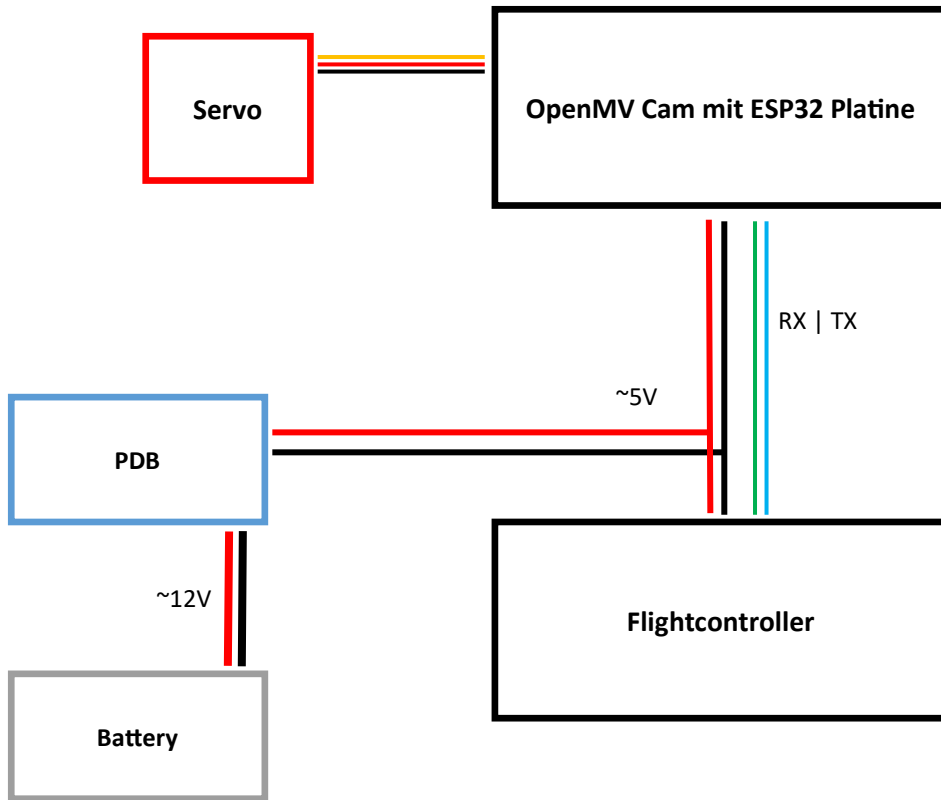 Servo
OpenMV Cam mit ESP32 Platine
RX | TX
~5V
PDB
~12V
Flightcontroller
Battery